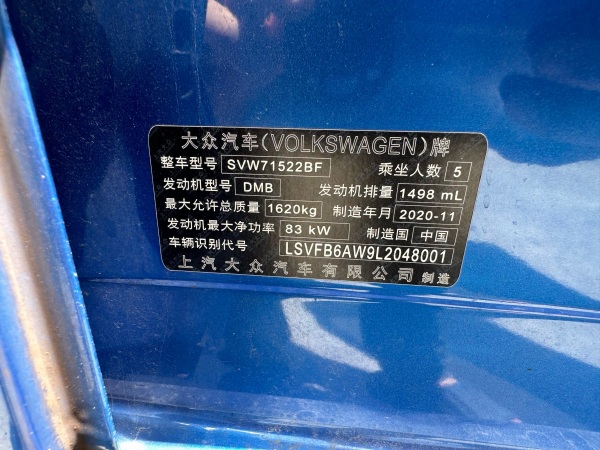 大众汽车(VOLKSWAGEN)牌
整车型号 SVW71522BF 乘坐人数 5
发动机型号 DMB 发动机排量 1498 mL
最大允许总质量 1620kg 制造年月 2020-11
发动机最大净功率 83 kW 制造国 中国
车辆识别代号 LSVFB6AW9L2048001
上汽大众汽车有限公司 制造